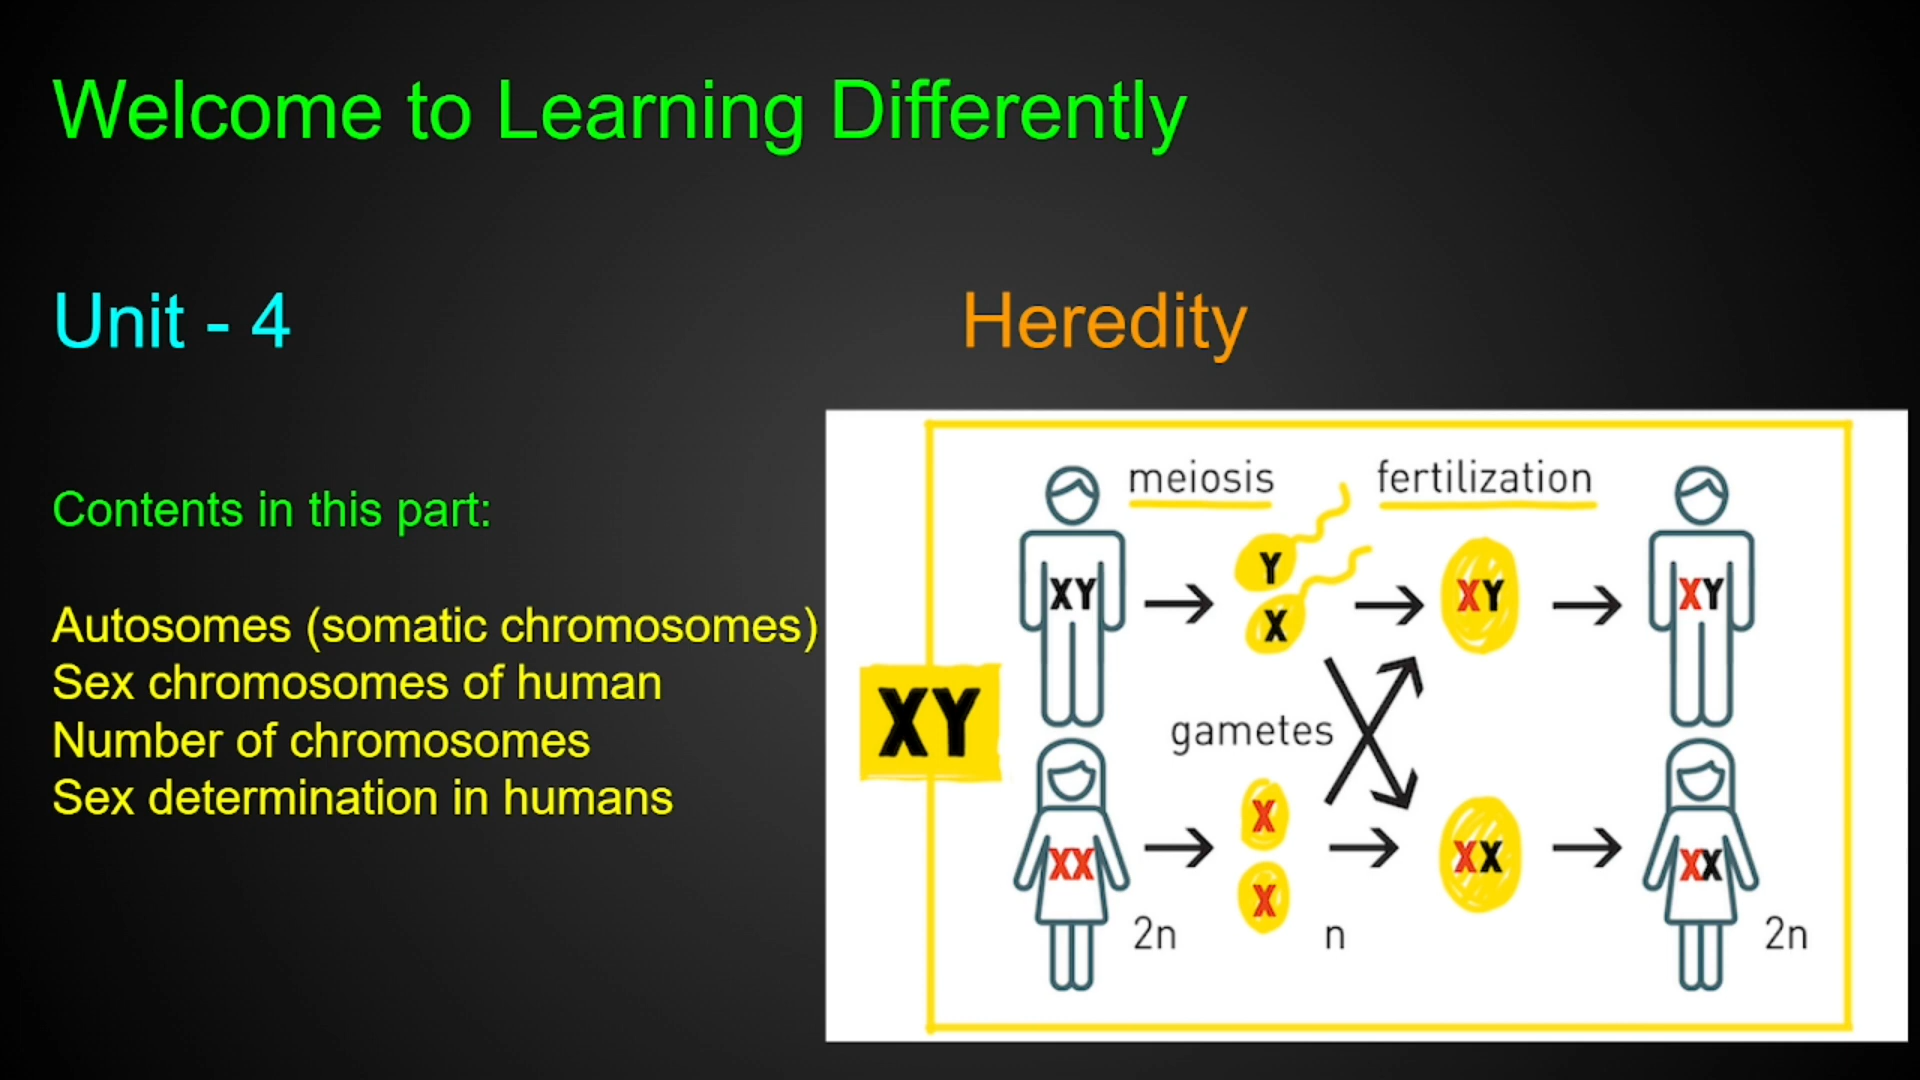 Welcome to Learning Differently
Unit - 4
Heredity
Contents in this part:
Autosomes (somatic chromosomes)
Sex chromosomes of human
Number of chromosomes
Sex determination in humans
meiosis
fertilization
XY
Y
X
XY
XY
XY
gametes
XX
X
X
XX
XX
2n
n
2n